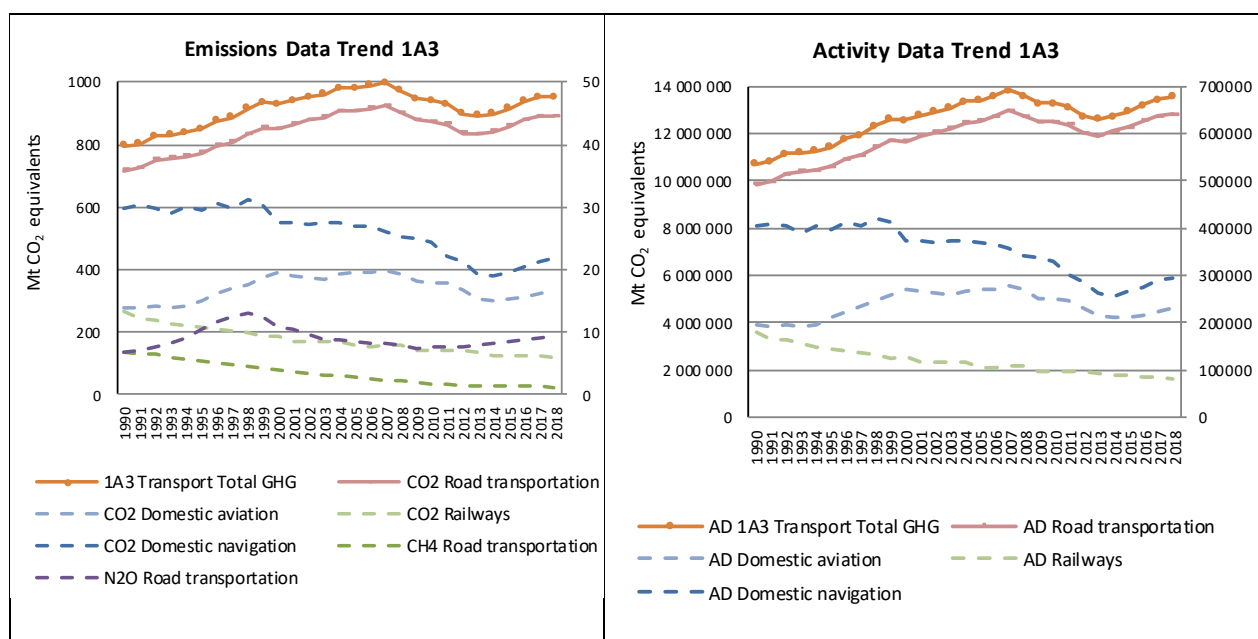 Emissions Data Trend 1A3
Mt CO2 equivalents
1000
800
600
400
200
0
50
40
30
20
10
0
1990 1991 1992 1993 1994 1995 1996 1997 1998 1999 2000 2001 2002 2003 2004 2005 2006 2007 2008 2009 2010 2011 2012 2013 2014 2015 2016 2017 2018
1A3 Transport Total GHG CO2 Road transportation
CO2 Domestic aviation CO2 Railways
CO2 Domestic navigation CH4 Road transportation
N2O Road transportation
Activity Data Trend 1A3
Mt CO2 equivalents
14 000 000
12 000 000
10 000 000
8 000 000
6 000 000
4 000 000
2 000 000
0
700000
600000
500000
400000
300000
200000
100000
0
1990 1991 1992 1993 1994 1995 1996 1997 1998 1999 2000 2001 2002 2003 2004 2005 2006 2007 2008 2009 2010 2011 2012 2013 2014 2015 2016 2017 2018
AD 1A3 Transport Total GHG AD Road transportation
AD Domestic aviation AD Railways
AD Domestic navigation